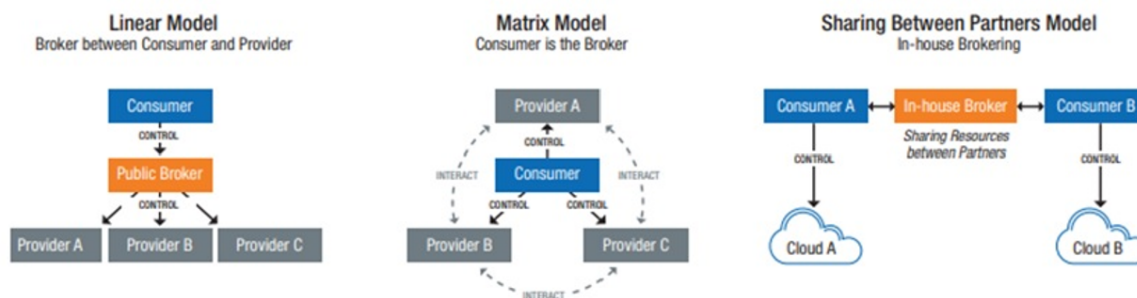 Linear Model
Broker between Consumer and Provider
Consumer
CONTROL
Public Broker
CONTROL
Provider A
Provider B
Provider C
Matrix Model
Consumer is the Broker
Provider A
CONTROL
INTERACT
INTERACT
Consumer
CONTROL
CONTROL
Provider B
Provider C
INTERACT
Sharing Between Partners Model
In-house Brokering
Consumer A
In-house Broker
Consumer B
Sharing Resources
between Partners
CONTROL
CONTROL
Cloud A
Cloud B